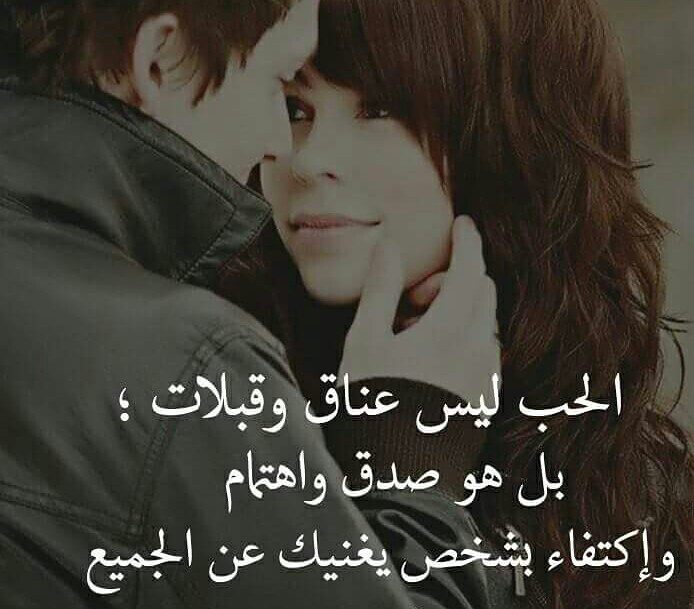 الحب ليس عناق وقبلات ؛
بل هو صدق واهتمام
وإكتفاء بشخص يغنيك عن الجميع